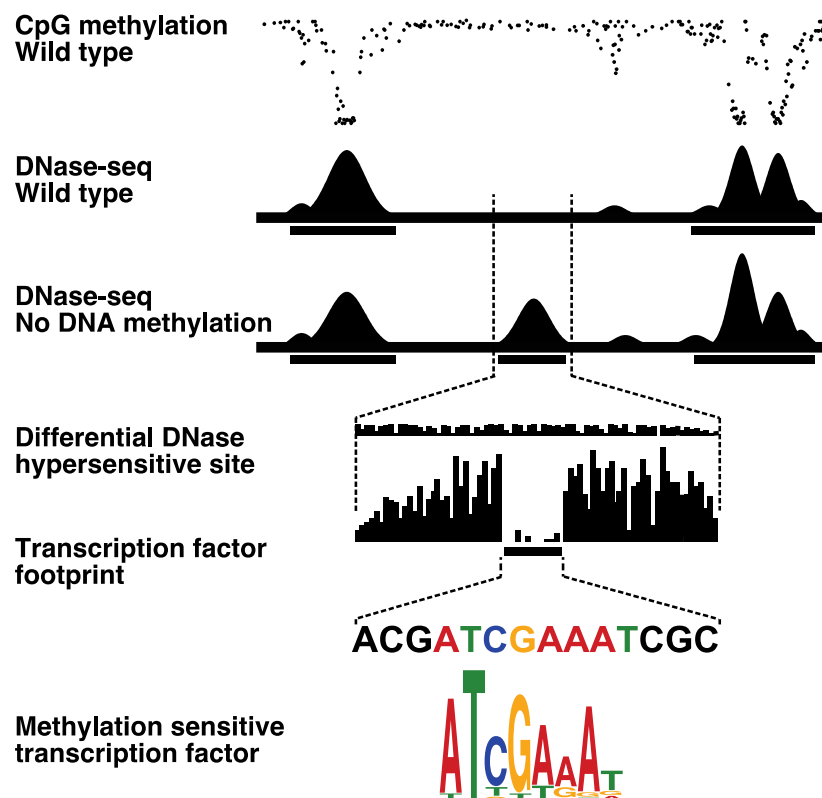 CpG methylation
Wild type
DNase-seq
Wild type
DNase-seq
No DNA methylation
Differential DNase
hypersensitive site
Transcription factor
footprint
ACGATCGAAATCGC
Methylation sensitive
transcription factor
ATCGAAAT